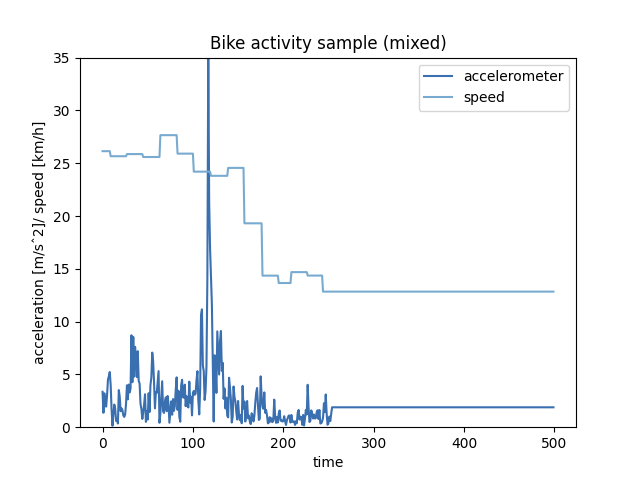 Bike activity sample (mixed)
acceleration [m/sˆ2]/ speed [km/h]
35
30
25
20
15
10
5
0
accelerometer
speed
0 100 200 300 400 500
time